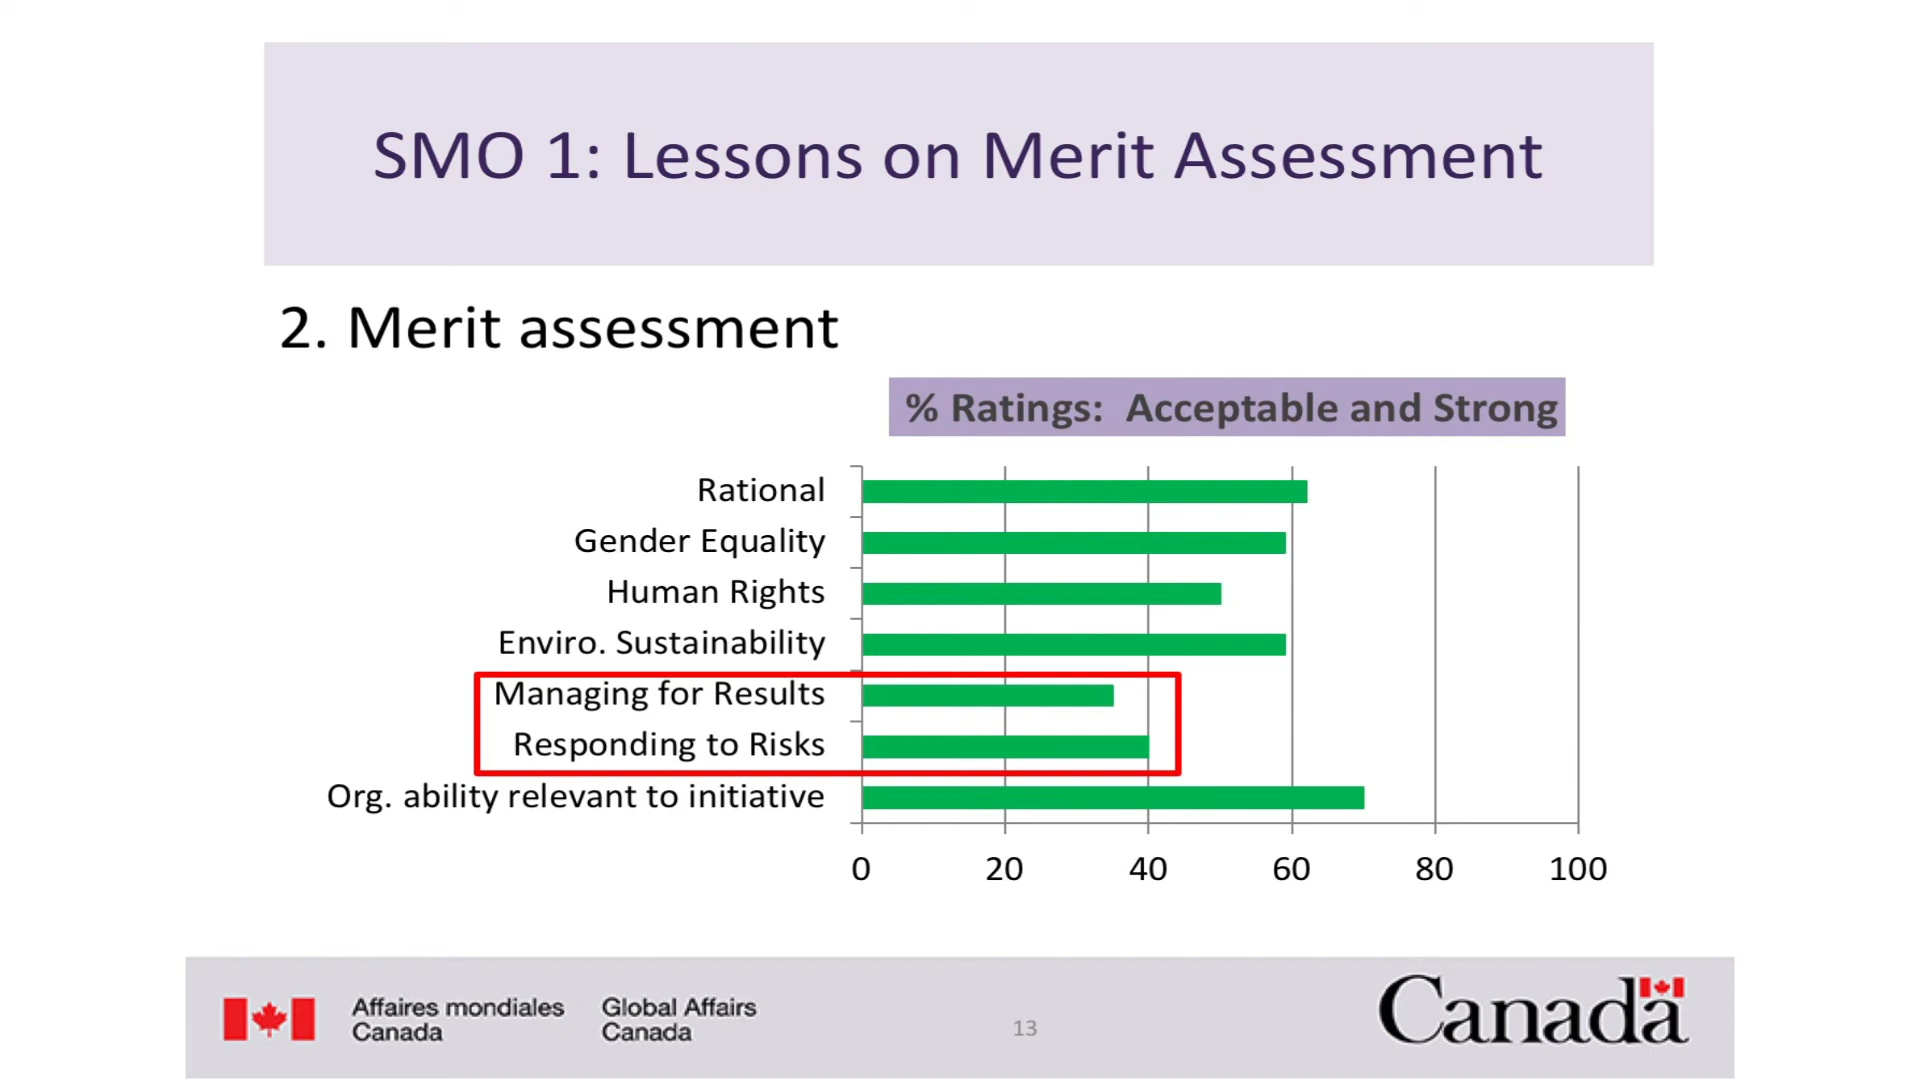 SMO 1: Lessons on Merit Assessment
2. Merit assessment
% Ratings: Acceptable and Strong
Rational
Gender Equality
Human Rights
Enviro. Sustainability
Managing for Results
Responding to Risks
Org. ability relevant to initiative
0 20 40 60 80 100
Affaires mondiales
Canada
Global Affairs
Canada
13
Canada